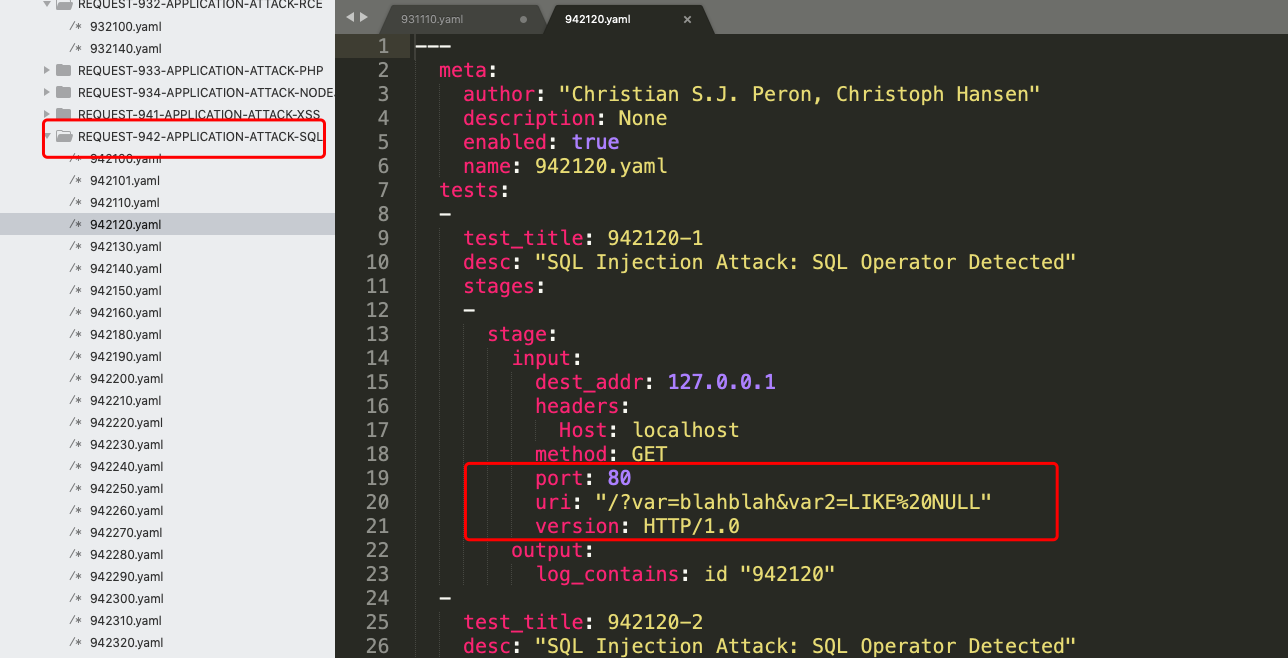 REQUEST-932-APPLICATION-ATTACK-RCE
/* 932100.yaml
/* 932140.yaml
REQUEST-933-APPLICATION-ATTACK-PHP
REQUEST-934-APPLICATION-ATTACK-NODE
REQUEST-941-APPLICATION-ATTACK-XSS
REQUEST-942-APPLICATION-ATTACK-SQL
/* 942100.yaml
/* 942101.yaml
/* 942110.yaml
/* 942120.yaml
/* 942130.yaml
/* 942140.yaml
/* 942150.yaml
/* 942160.yaml
/* 942180.yaml
/* 942190.yaml
/* 942200.yaml
/* 942210.yaml
/* 942220.yaml
/* 942230.yaml
/* 942240.yaml
/* 942250.yaml
/* 942260.yaml
/* 942270.yaml
/* 942280.yaml
/* 942290.yaml
/* 942300.yaml
/* 942310.yaml
/* 942320.yaml
931110.yaml
942120.yaml ×
1 ---
2 meta:
3 author: "Christian S.J. Peron, Christoph Hansen"
4 description: None
5 enabled: true
6 name: 942120.yaml
7 tests:
8 -
9 test_title: 942120-1
10 desc: "SQL Injection Attack: SQL Operator Detected"
11 stages:
12 -
13 stage:
14 input:
15 dest_addr: 127.0.0.1
16 headers:
17 Host: localhost
18 method: GET
19 port: 80
20 uri: "/?var=blahblah&var2=LIKE%20NULL"
21 version: HTTP/1.0
22 output:
23 log_contains: id "942120"
24 -
25 test_title: 942120-2
26 desc: "SQL Injection Attack: SQL Operator Detected"